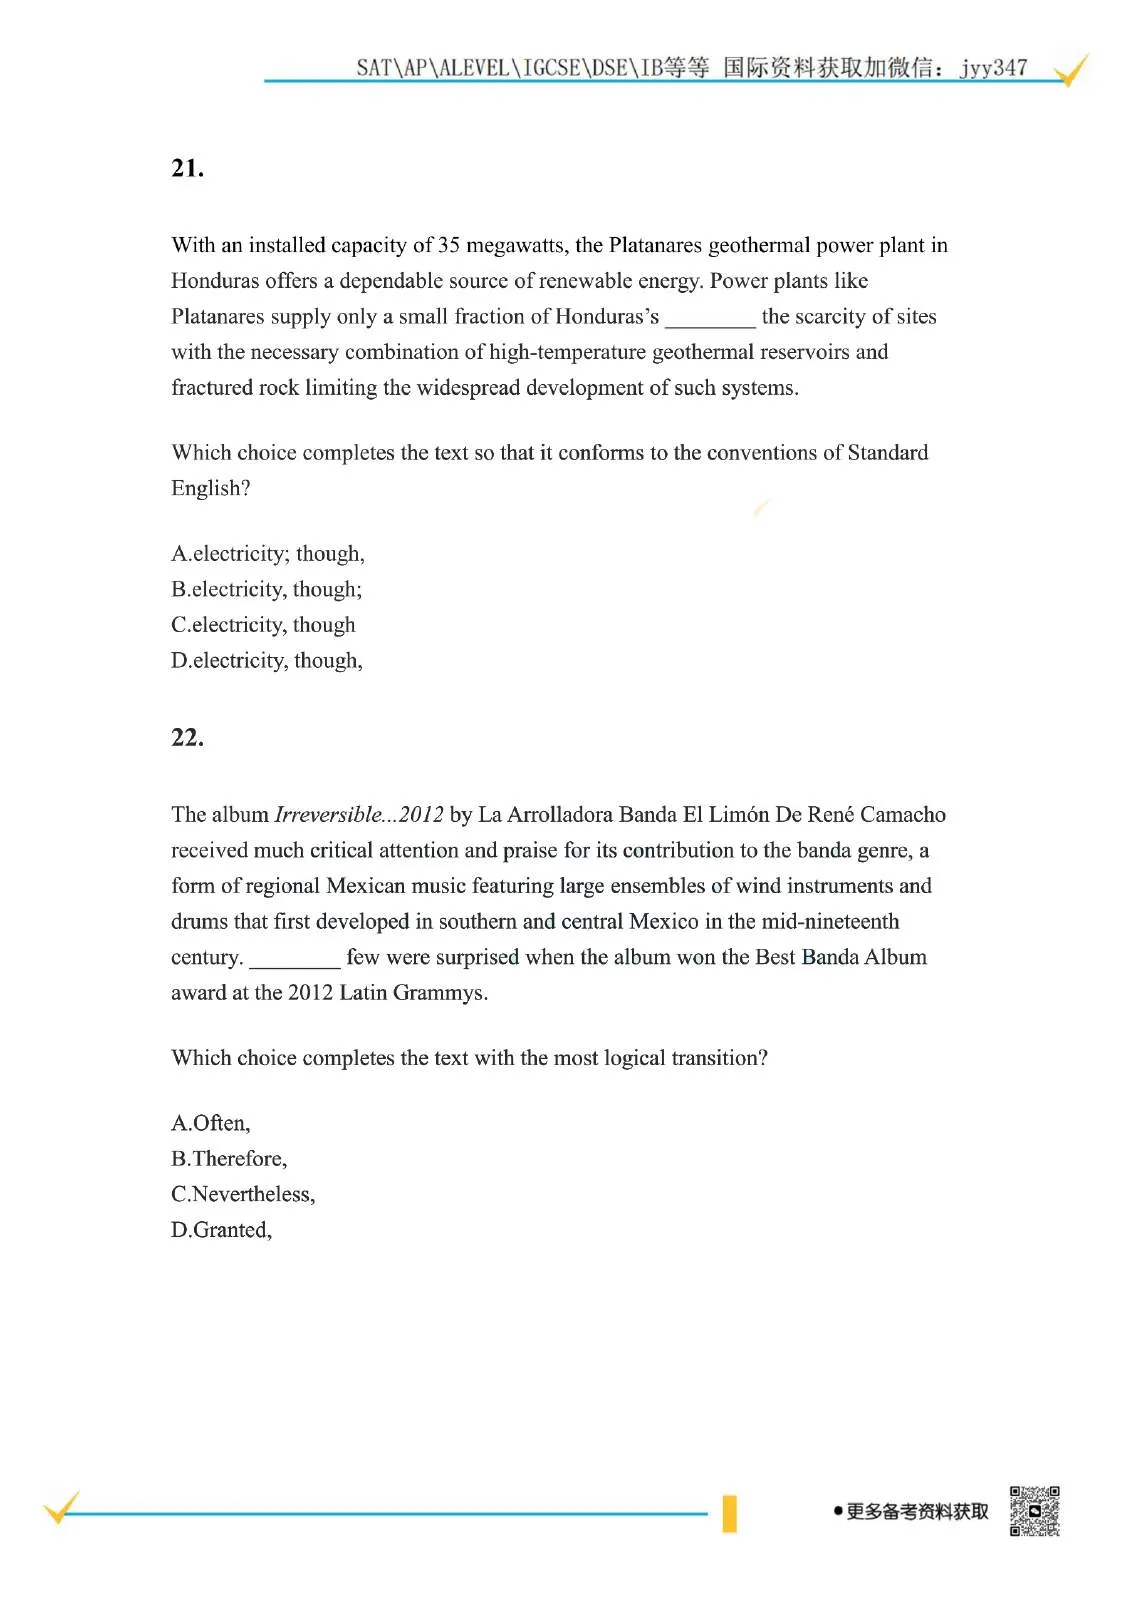 SAT\AP\ALEVEL\IGCSE\DSE\IB等等 国际资料获取加微信：jyy347
21.
With an installed capacity of 35 megawatts, the Platanares geothermal power plant in
Honduras offers a dependable source of renewable energy. Power plants like
Platanares supply only a small fraction of Honduras’s ________ the scarcity of sites
with the necessary combination of high-temperature geothermal reservoirs and
fractured rock limiting the widespread development of such systems.
Which choice completes the text so that it conforms to the conventions of Standard
English?
A.electricity; though,
B.electricity, though;
C.electricity, though
D.electricity, though,
22.
The album Irreversible...2012 by La Arrolladora Banda El Limón De René Camacho
received much critical attention and praise for its contribution to the banda genre, a
form of regional Mexican music featuring large ensembles of wind instruments and
drums that first developed in southern and central Mexico in the mid-nineteenth
century. ________ few were surprised when the album won the Best Banda Album
award at the 2012 Latin Grammys.
Which choice completes the text with the most logical transition?
A.Often,
B.Therefore,
C.Nevertheless,
D.Granted,
●更多备考资料获取